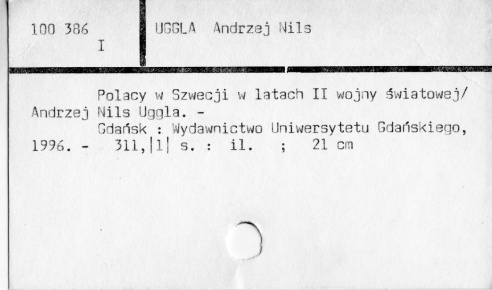 100 386 UGGLA Andrzej Nils
I
Polacy w Szwecji w latach II wojny światowej/
Andrzej Nils Uggla. -
Gdańsk : Wydawnictwo Uniwersytetu Gdańskiego,
1996. - 311,|1| s. : il. ; 21 cm